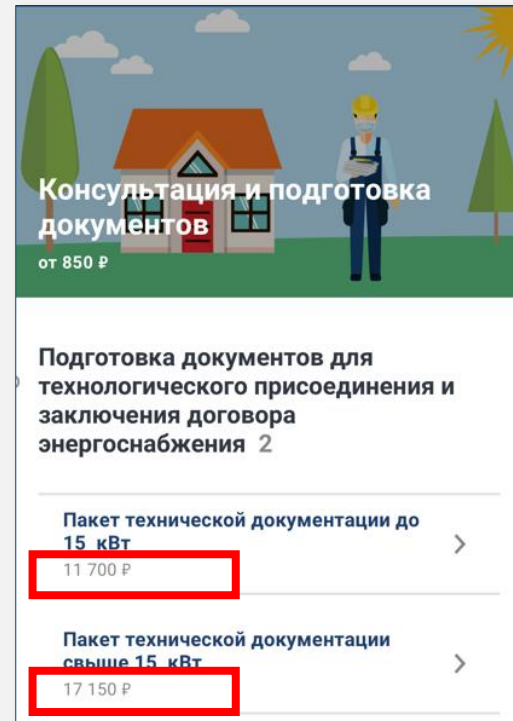 Консультация и подготовка
документов
от 850 ₽
Подготовка документов для
технологического присоединения и
заключения договора
энергоснабжения 2
Пакет технической документации до
15 кВт
11 700 ₽
Пакет технической документации
свыше 15 кВт
17 150 ₽